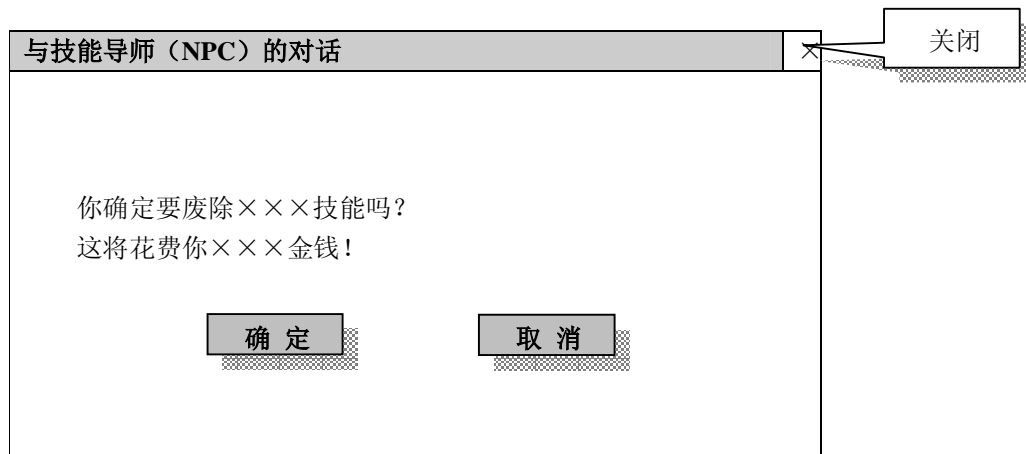 关闭
与技能导师（NPC）的对话 ×
你确定要废除×××技能吗？
这将花费你×××金钱！
确 定 取 消